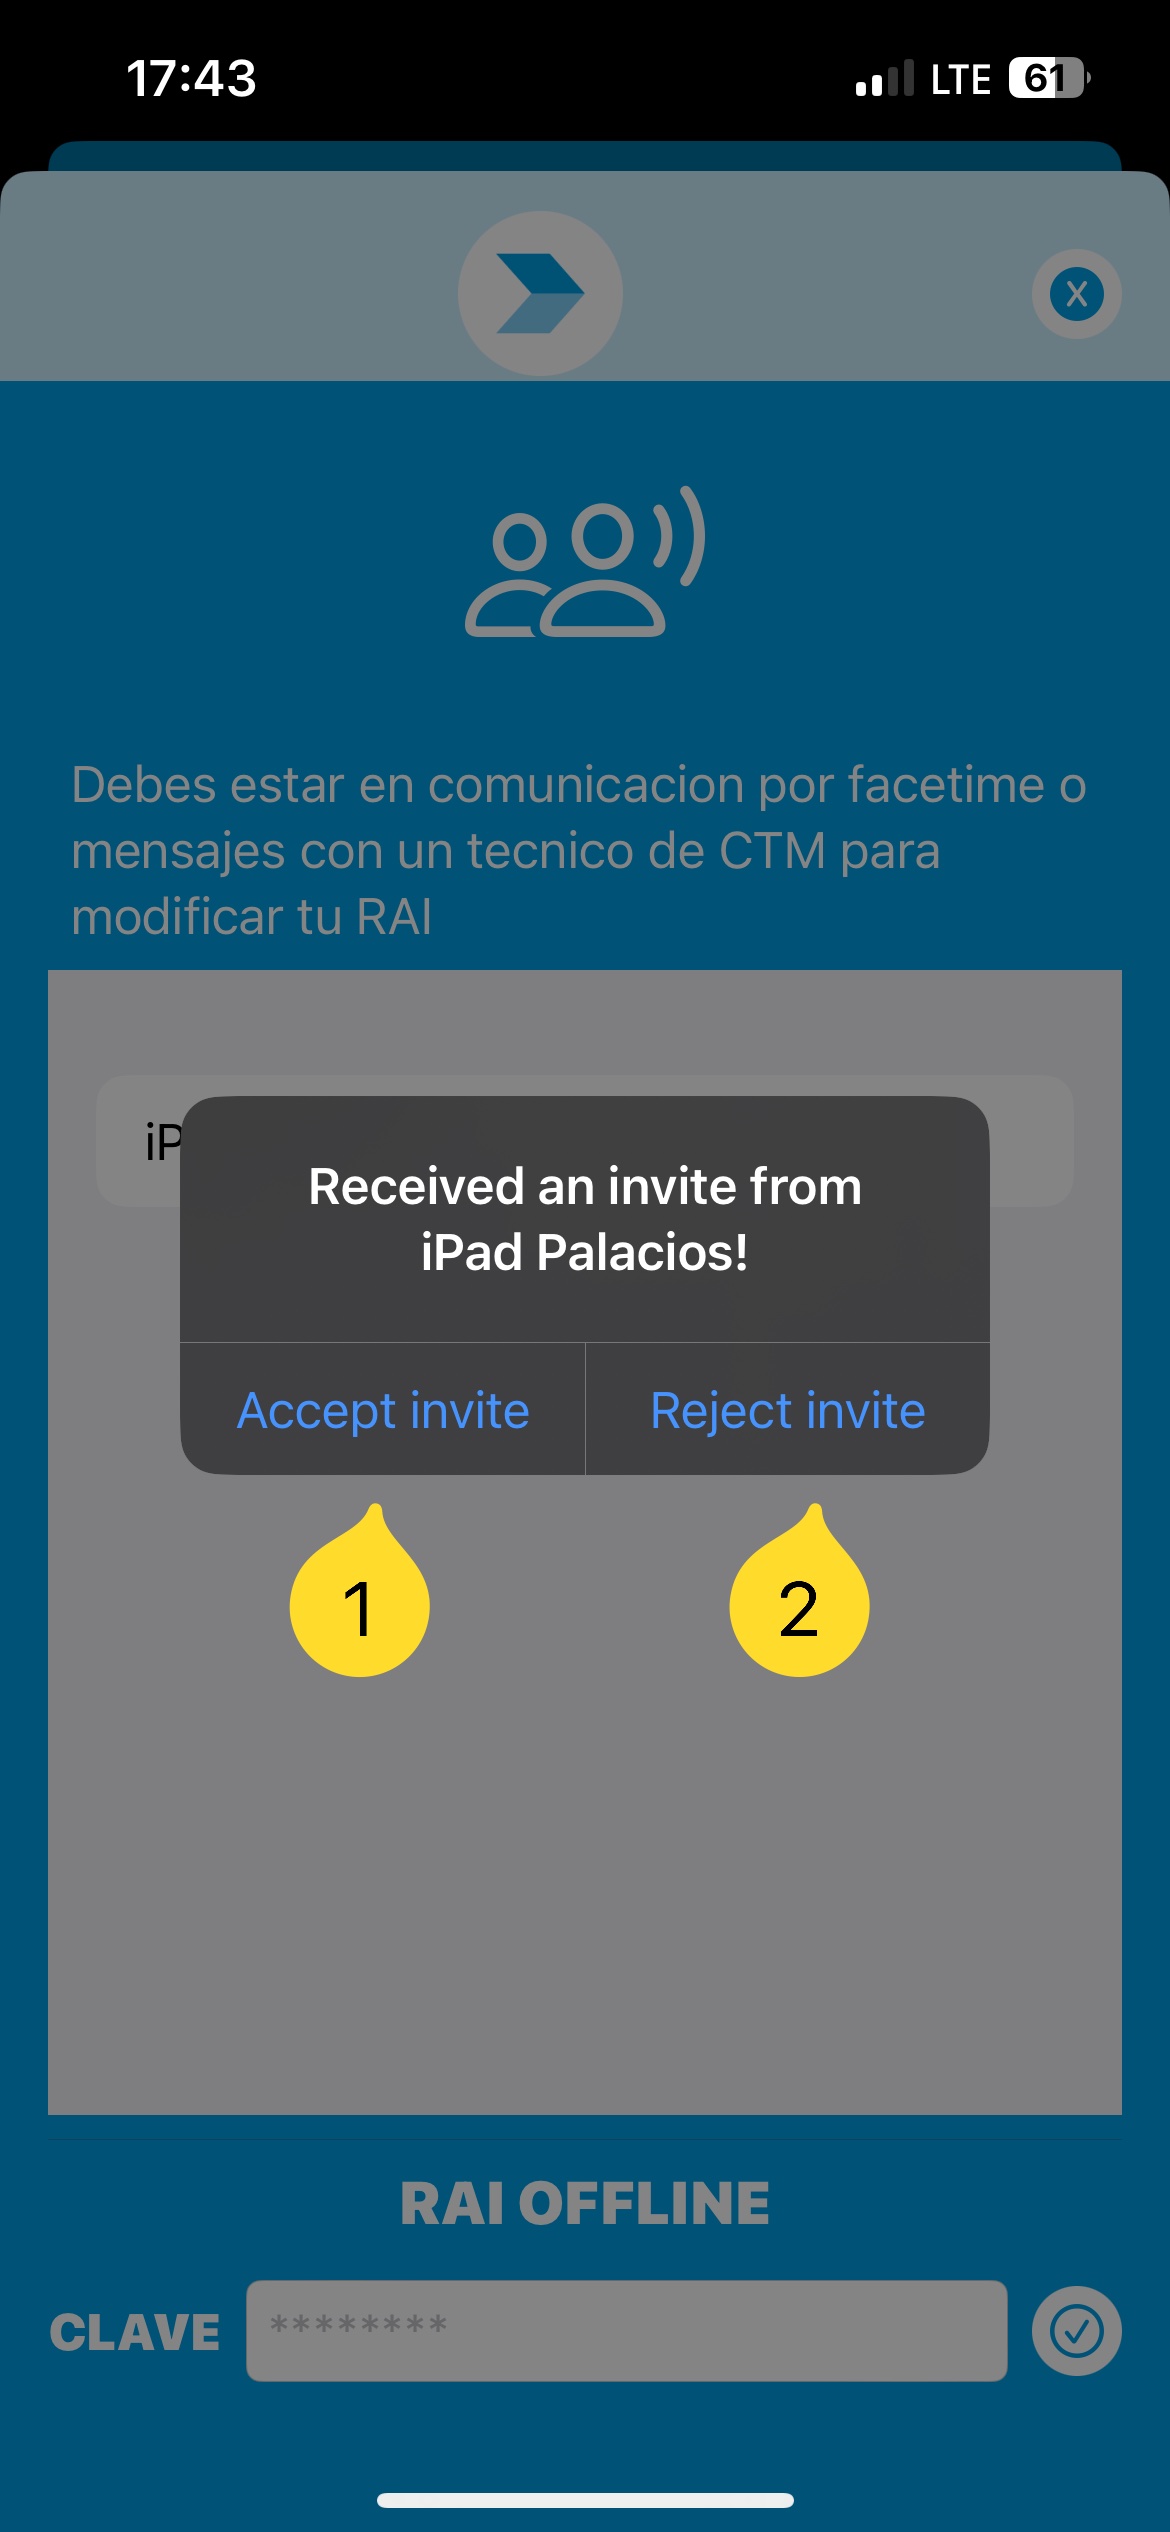 17:43
LTE
61
X
Debes estar en comunicacion por facetime o
mensajes con un tecnico de CTM para
modificar tu RAI
iP
Received an invite from
iPad Palacios!
Accept invite
Reject invite
1
2
RAI OFFLINE
CLAVE
********